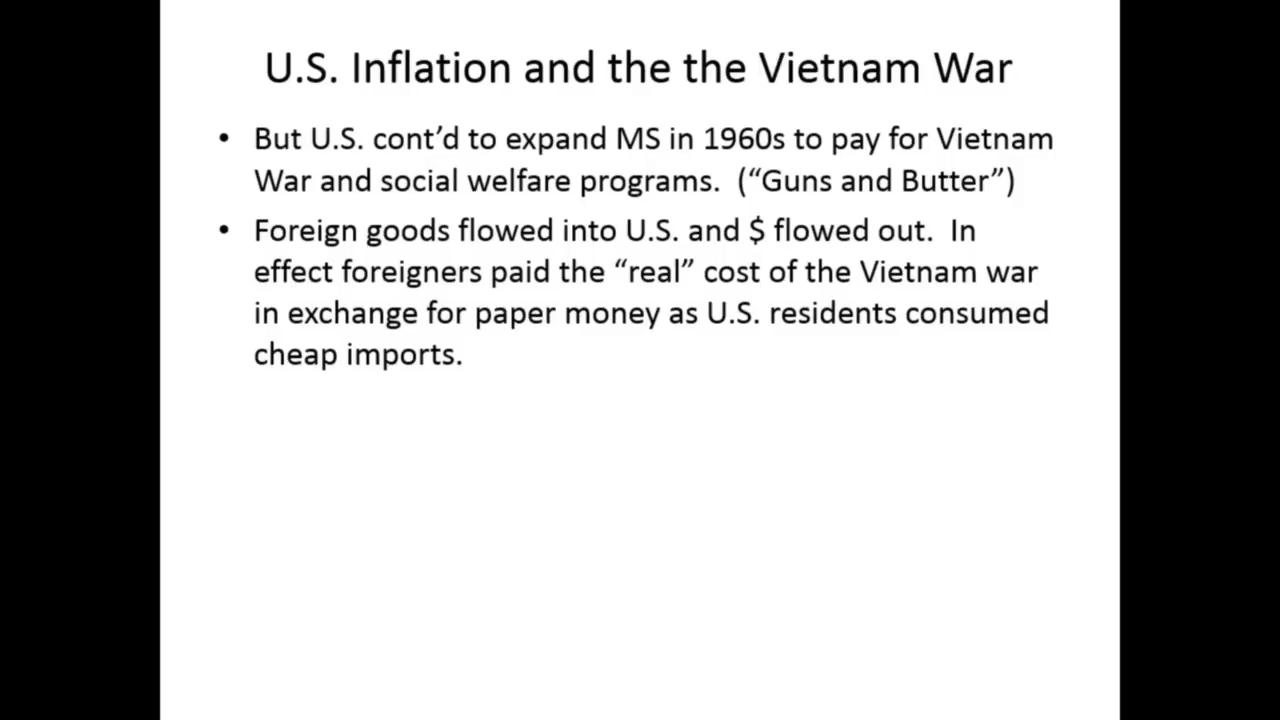 U.S. Inflation and the the Vietnam War
• But U.S. cont’d to expand MS in 1960s to pay for Vietnam
War and social welfare programs.  (“Guns and Butter”)
• Foreign goods flowed into U.S. and $ flowed out.  In
effect foreigners paid the “real” cost of the Vietnam war
in exchange for paper money as U.S. residents consumed
cheap imports.